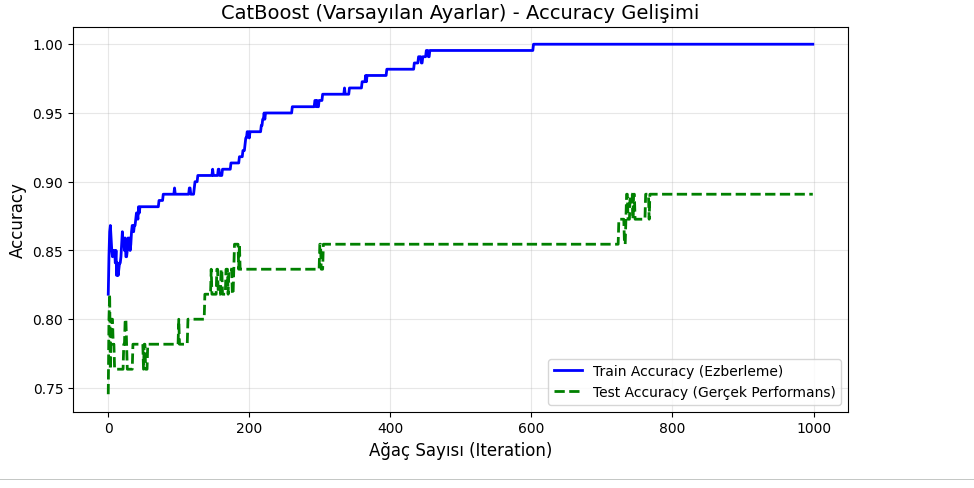 CatBoost (Varsayılan Ayarlar) - Accuracy Gelişimi
1.00
0.95
0.90
0.85
0.80
0.75
Accuracy
Train Accuracy (Ezberleme)
Test Accuracy (Gerçek Performans)
0 200 400 600 800 1000
Ağaç Sayısı (Iteration)